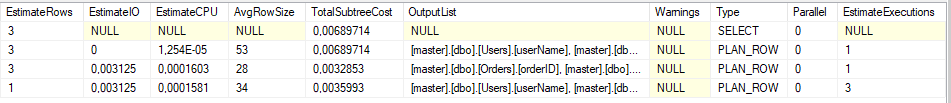 EstimateRows EstimateIO EstimateCPU AvgRowSize TotalSubtreeCost OutputList Warnings Type Parallel EstimateExecutions
3 NULL NULL NULL 0,00689714 NULL NULL SELECT 0 NULL
3 0 1,254E-05 53 0,00689714 [master].[dbo].[Users].[userName], [master].[db... NULL PLAN_ROW 0 1
3 0,003125 0,0001603 28 0,0032853 [master].[dbo].[Orders].[orderID], [master].[dbo].... NULL PLAN_ROW 0 1
1 0,003125 0,0001581 34 0,0035993 [master].[dbo].[Users].[userName], [master].[db... NULL PLAN_ROW 0 3